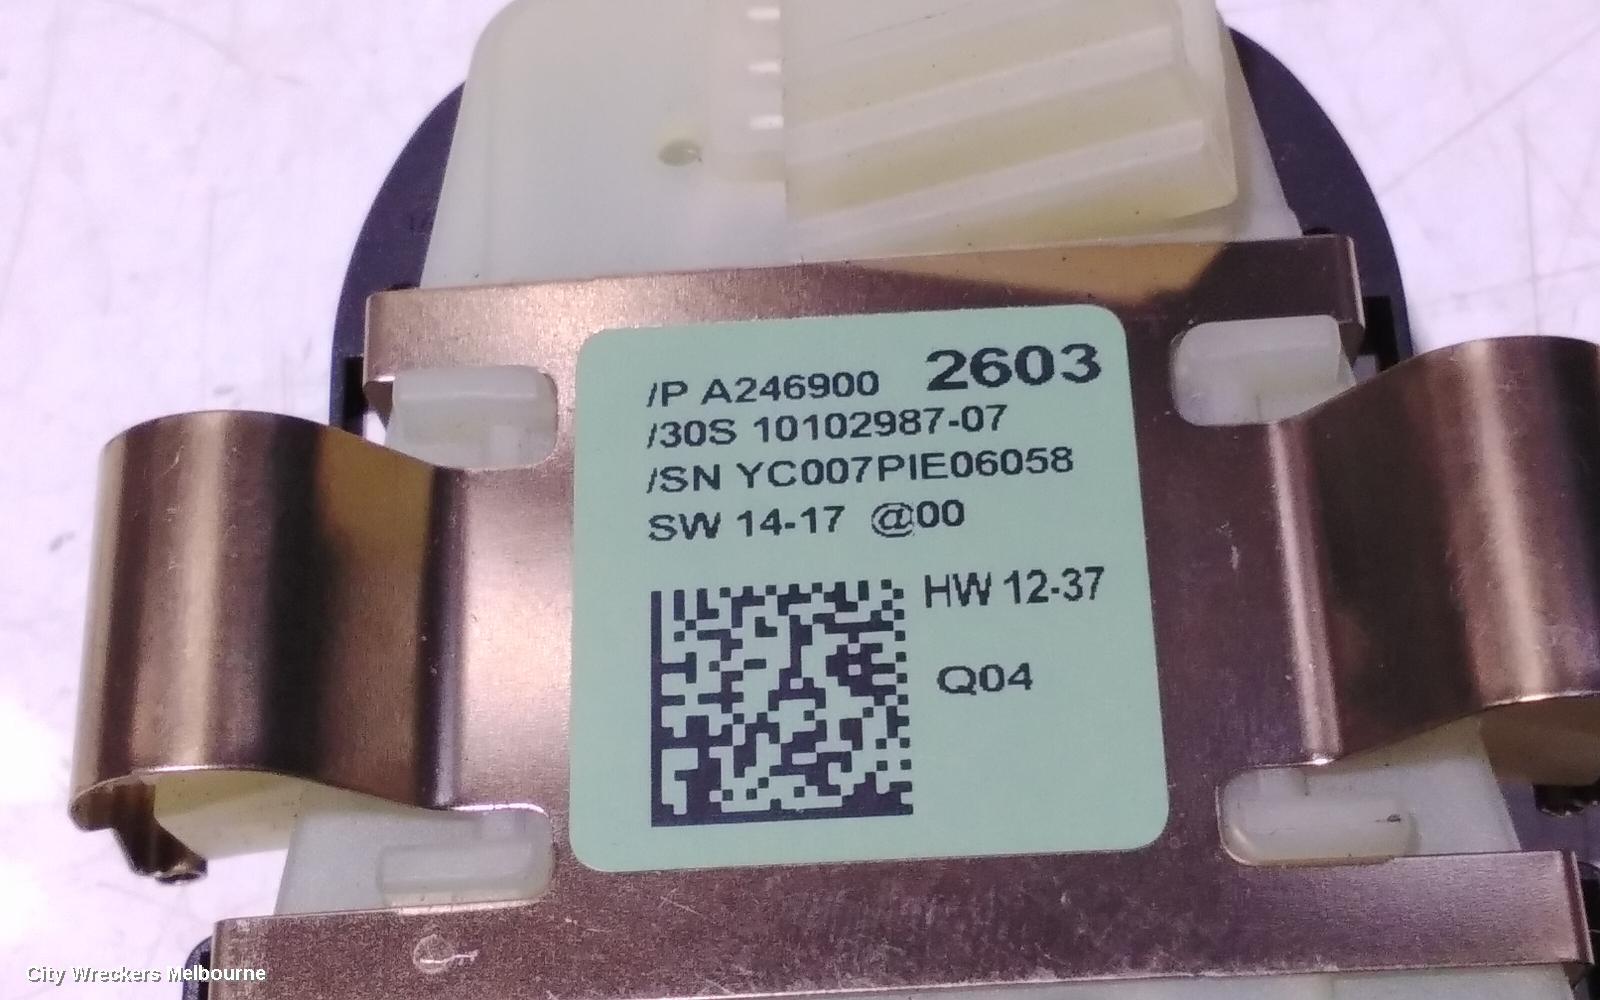 /P A246900 2603
/30S 10102987-07
/SN YC007PIE06058
SW 14-17 @00
HW 12-37
Q04
City Wreckers Melbourne